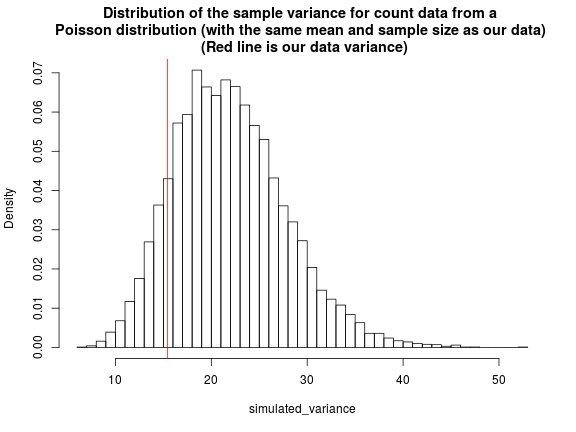 Distribution of the sample variance for count data from a
Poisson distribution (with the same mean and sample size as our data)
(Red line is our data variance)
Density
0.07
0.06
0.05
0.04
0.03
0.02
0.01
0.00
10 20 30 40 50
simulated_variance